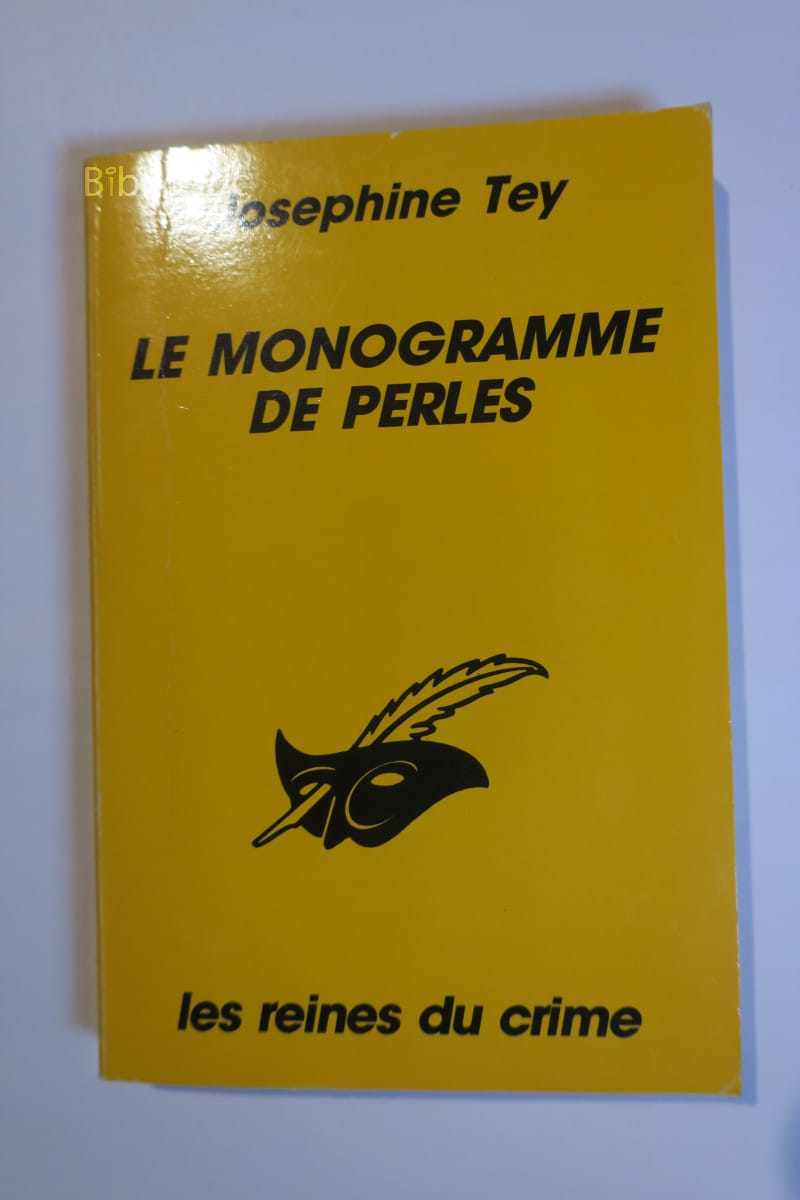 Josephine Tey
LE MONOGRAMME
DE PERLES
les reines du crime